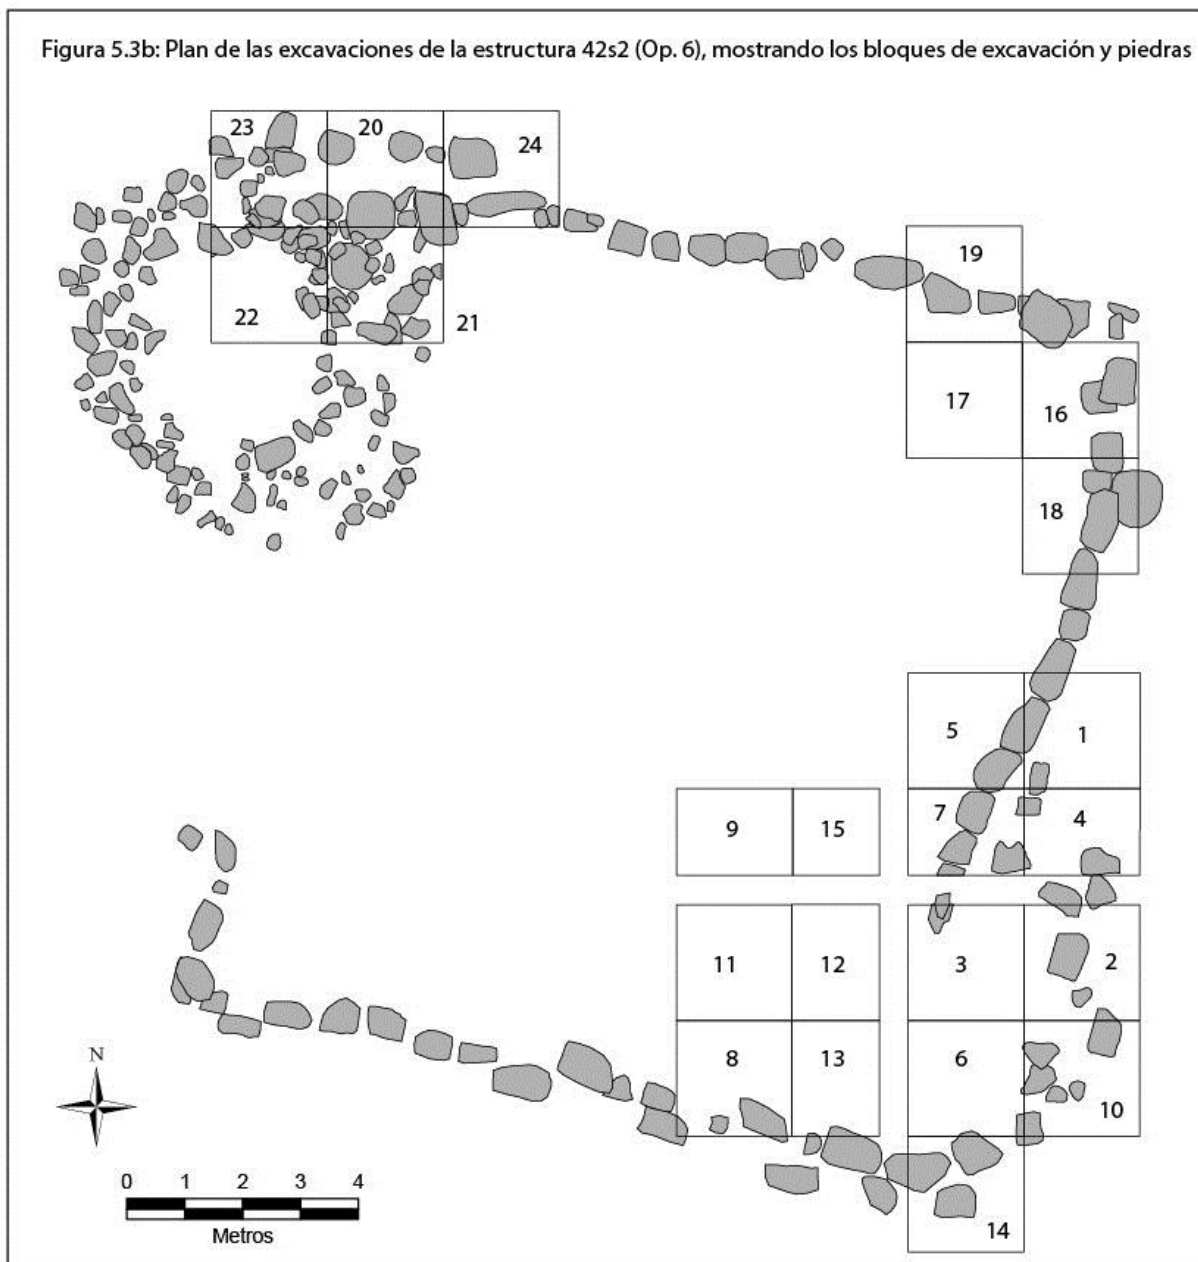 Figura 5.3b: Plan de las excavaciones de la estructura 42s2 (Op. 6), mostrando los bloques de excavación y piedras
23 20 24
19
22 21
17 16
18
5 1
7 4
9 15
11 12 3 2
8 13 6
10
N
0 1 2 3 4
Metros
14